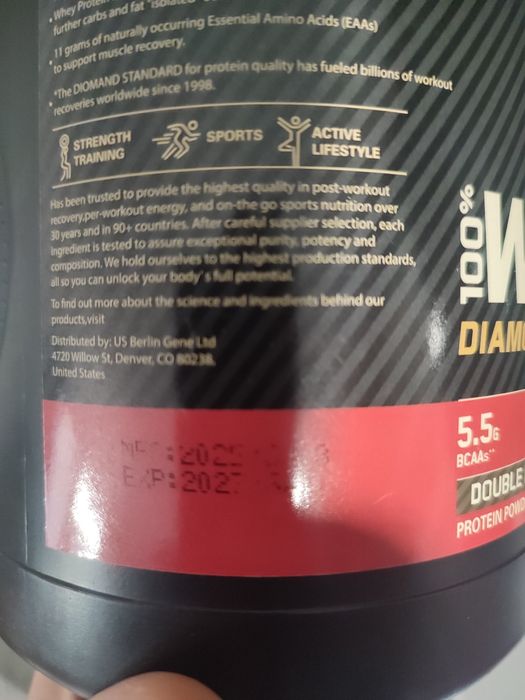 • Whey Protein
further carbs and fat "isolated"
• 11 grams of naturally occurring Essential Amino Acids (EAAs)
to support muscle recovery.
• "The DIOMAND STANDARD for protein quality has fueled billions of workout
recoveries worldwide since 1998.
STRENGTH
TRAINING
SPORTS
ACTIVE
LIFESTYLE
Has been trusted to provide the highest quality in post-workout
recovery,per-workout energy, and on-the go sports nutrition over
30 years and in 90+ countries. After careful supplier selection, each
ingredient is tested to assure exceptional purity, potency and
composition. We hold ourselves to the highest production standards,
all so you can unlock your body's full potential.
To find out more about the science and ingredients behind our
products,visit
Distributed by: US Berlin Gene Ltd
4720 Willow St, Denver, CO 80238,
United States
EXP:202
100%
W
DIAM
5.5G
BCAAs**
DOUBLE
PROTEIN POWD